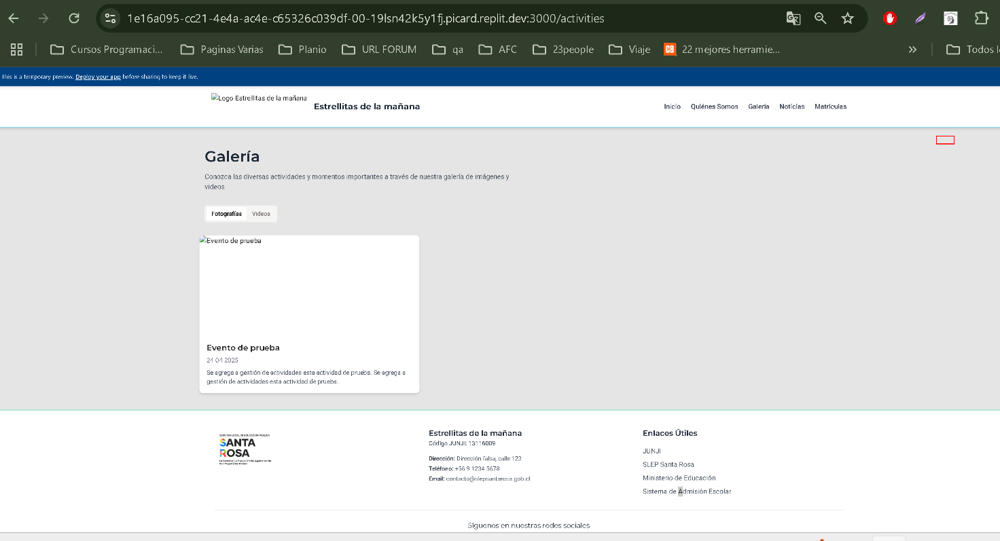 1e16a095-cc21-4e4a-ac4e-c65326c039df-00-19lsn42k5y1fj.picard.replit.dev:3000/activities
Cursos Programaci... Paginas Varias Planio URL FORUM qa AFC 23people Viaje CB 22 mejores herramie... » Todos l
This is a temporary preview. Deploy your app before sharing to keep it live.
Logo Estrellitas de la mañana
Estrellitas de la mañana
Inicio Quiénes Somos Galería Noticias Matrículas
Galería
Conozca las diversas actividades y momentos importantes a través de nuestra galería de imágenes y
videos.
Fotografías Videos
Evento de prueba
Evento de prueba
24-04-2025
Se agrega a gestión de actividades esta actividad de prueba. Se agrega a
gestión de actividades esta actividad de prueba.
SERVICIO LOCAL DE EDUCACIÓN PÚBLICA
SANTA
ROSA
Estrellitas de la mañana
Código JUNJI: 13116009
Dirección: Dirección falsa, calle 123
Teléfono: +56 9 1234 5678
Email: contacto@slepsantarosa.gob.cl
Enlaces Útiles
JUNJI
SLEP Santa Rosa
Ministerio de Educación
Sistema de Admisión Escolar
Síguenos en nuestras redes sociales